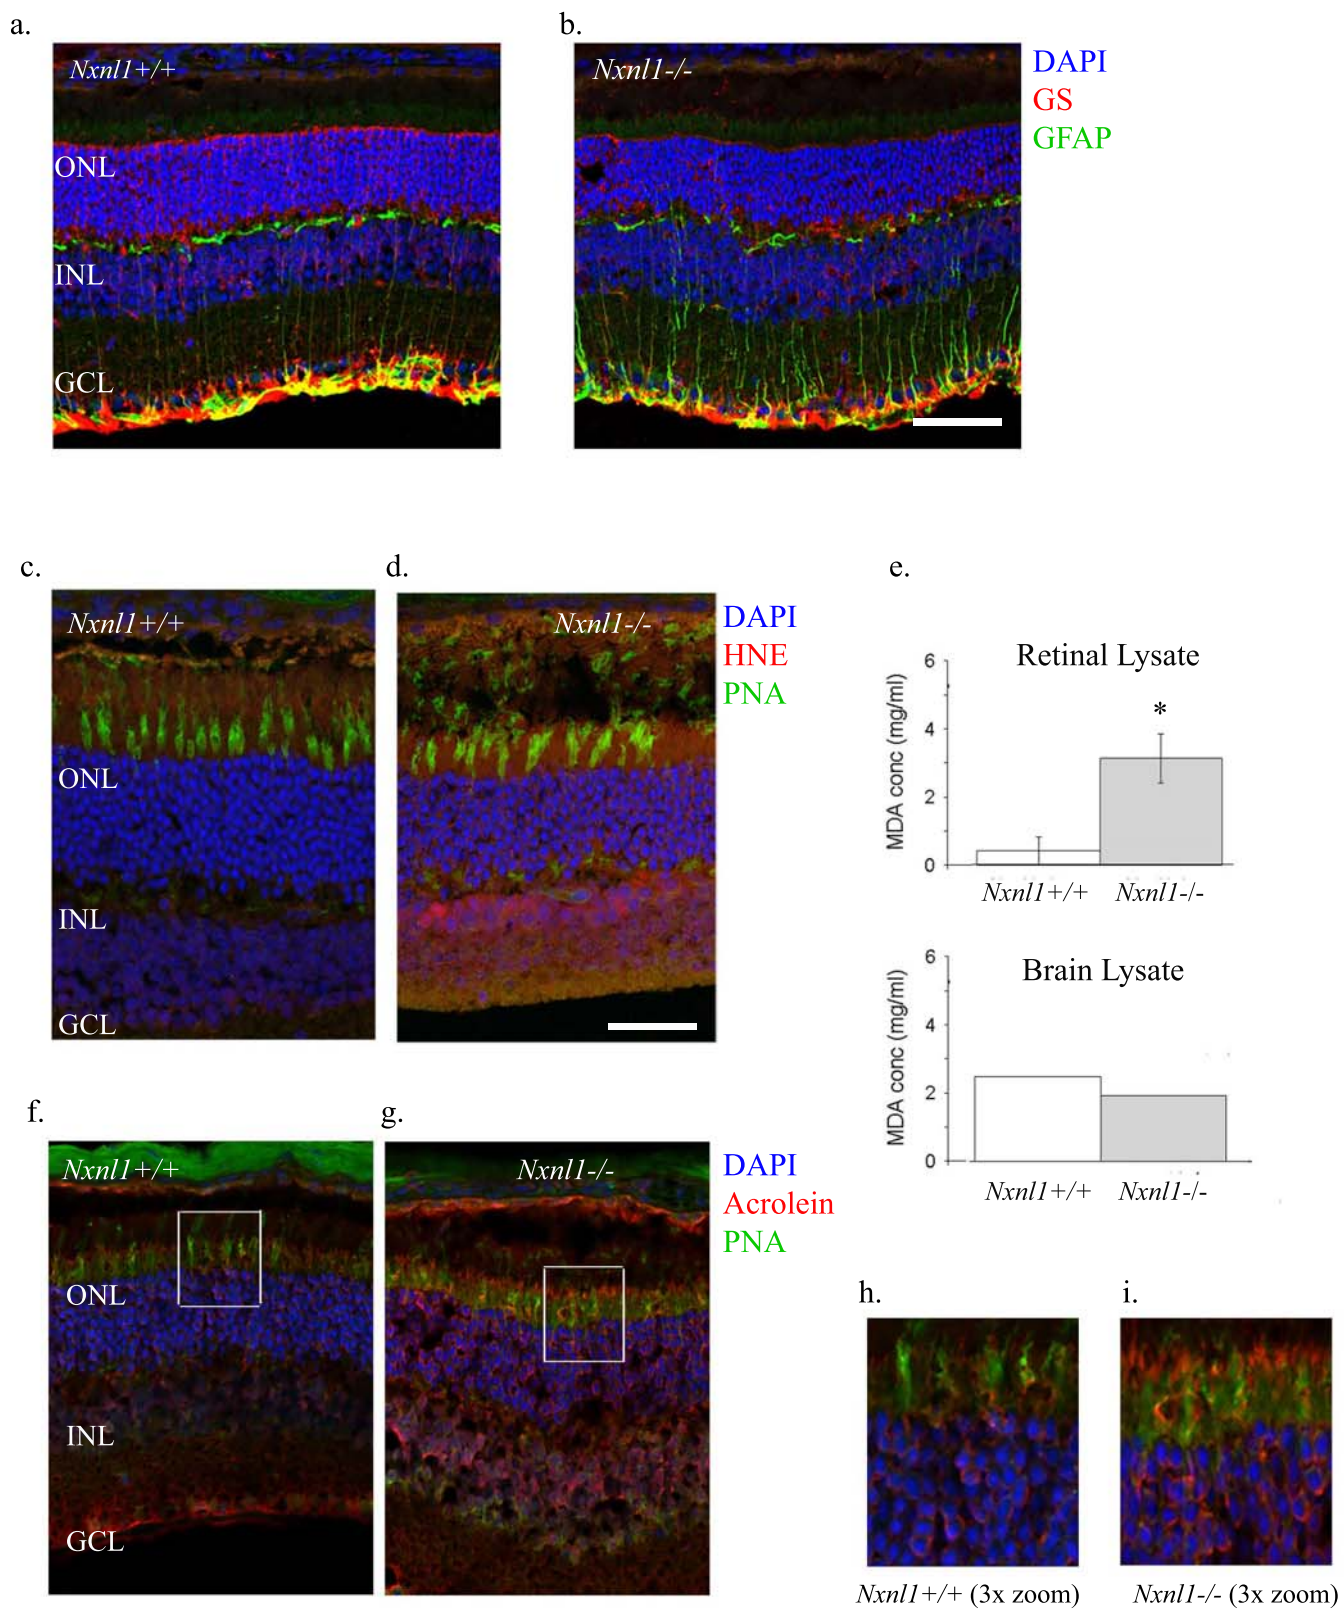 a.
b.
Nxnl1+/+
Nxnl1-/-
DAPI
GS
GFAP
ONL
INL
GCL
c.
d.
e.
Nxnl1+/+
Nxnl1-/-
DAPI
HNE
PNA
ONL
INL
GCL
Retinal Lysate
MDA conc (mg/ml)
6
4
2
0
*
Nxnl1+/+ Nxnl1-/-
Brain Lysate
MDA conc (mg/ml)
6
4
2
0
Nxnl1+/+ Nxnl1-/-
f.
g.
Nxnl1+/+
Nxnl1-/-
DAPI
Acrolein
PNA
ONL
INL
GCL
h.
i.
Nxnl1+/+ (3x zoom)
Nxnl1-/- (3x zoom)